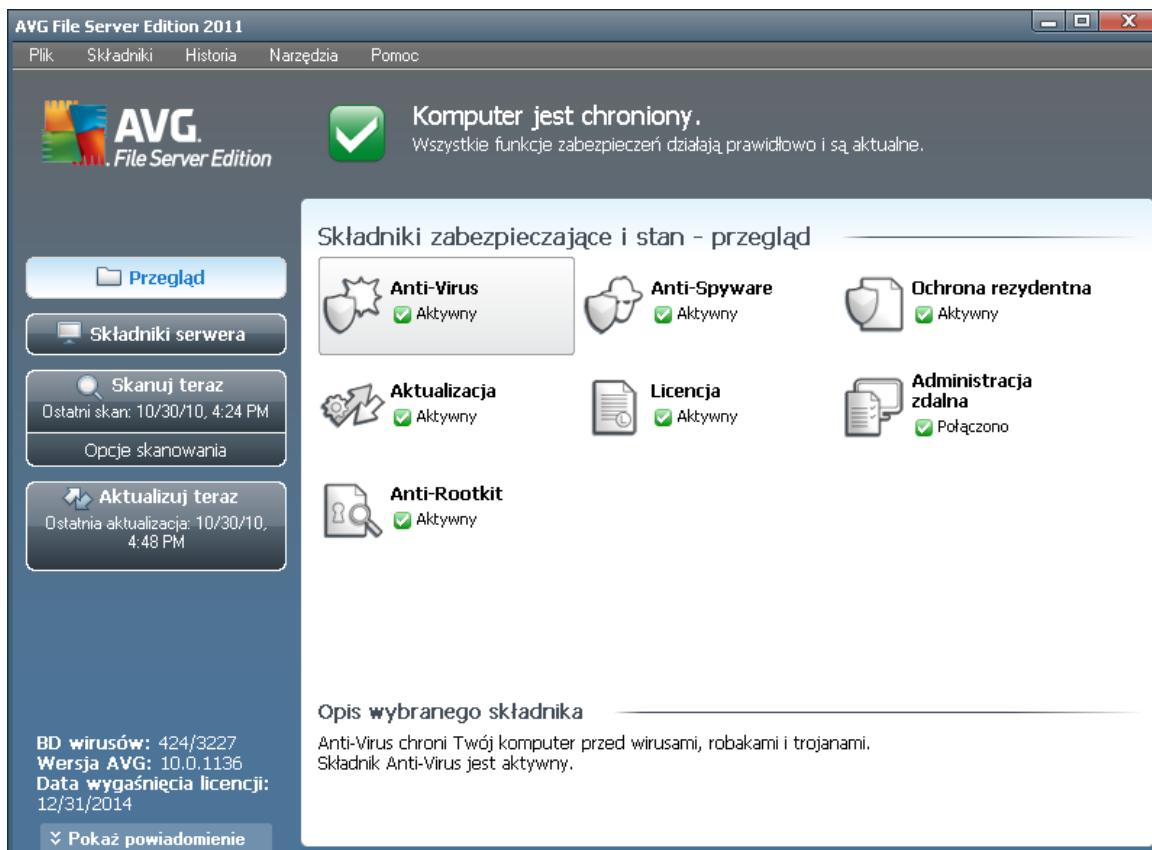 AVG File Server Edition 2011
Plik Składniki Historia Narzędzia Pomoc
AVG.
File Server Edition
Komputer jest chroniony.
Wszystkie funkcje zabezpieczeń działają prawidłowo i są aktualne.
Przegląd
Składniki serwera
Skanuj teraz
Ostatni skan: 10/30/10, 4:24 PM
Opcje skanowania
Aktualizuj teraz
Ostatnia aktualizacja: 10/30/10,
4:48 PM
BD wirusów: 424/3227
Wersja AVG: 10.0.1136
Data wygaśnięcia licencji:
12/31/2014
Pokaż powiadomienie
Składniki zabezpieczające i stan - przegląd
Anti-Virus
Aktywny
Anti-Spyware
Aktywny
Ochrona rezydentna
Aktywny
Aktualizacja
Aktywny
Licencja
Aktywny
Administracja
zdalna
Połączono
Anti-Rootkit
Aktywny
Opis wybranego składnika
Anti-Virus chroni Twój komputer przed wirusami, robakami i trojanami.
Składnik Anti-Virus jest aktywny.